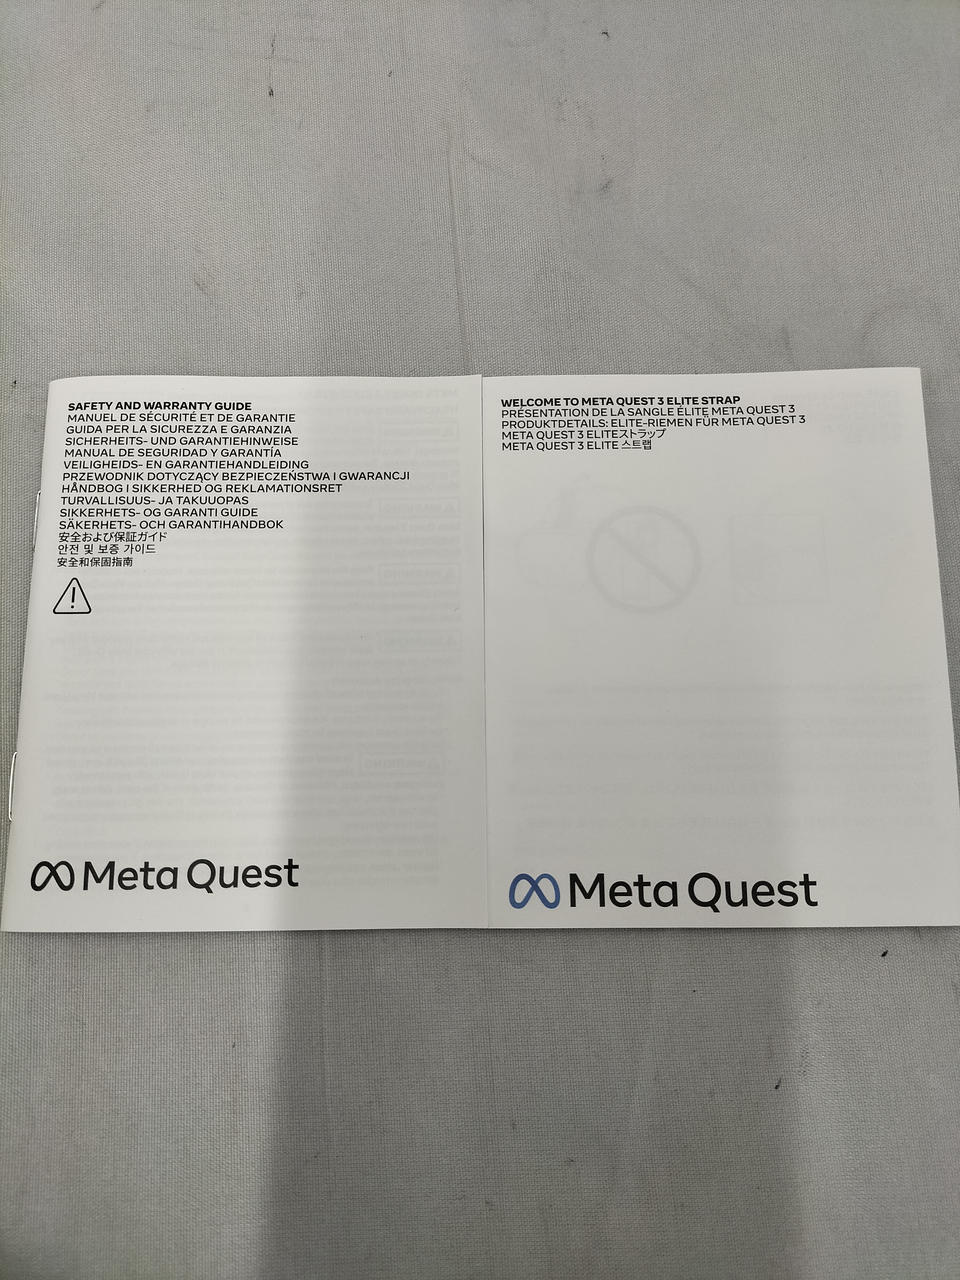 SAFETY AND WARRANTY GUIDE
MANUEL DE SÉCURITÉ ET DE GARANTIE
GUIDA PER LA SICUREZZA E GARANZIA
SICHERHEITS- UND GARANTIEHINWEISE
MANUAL DE SEGURIDAD Y GARANTÍA
VEILIGHEIDS- EN GARANTIEHANDLEIDING
PRZEWODNIK DOTYCZĄCY BEZPIECZEŃSTWA I GWARANCJI
HÅNDBOG I SIKKERHED OG REKLAMATIONSRET
TURVALLISUUS- JA TAKUUOPAS
SIKKERHETS- OG GARANTI GUIDE
SÄKERHETS- OCH GARANTIHANDBOK
安全および保証ガイド
안전 및 보증 가이드
安全和保固指南
Meta Quest
WELCOME TO META QUEST 3 ELITE STRAP
PRÉSENTATION DE LA SANGLE ÉLITE META QUEST 3
PRODUKTDETAILS: ELITE-RIEMEN FÜR META QUEST 3
META QUEST 3 ELITEストラップ
META QUEST 3 ELITE 스트랩
Meta Quest